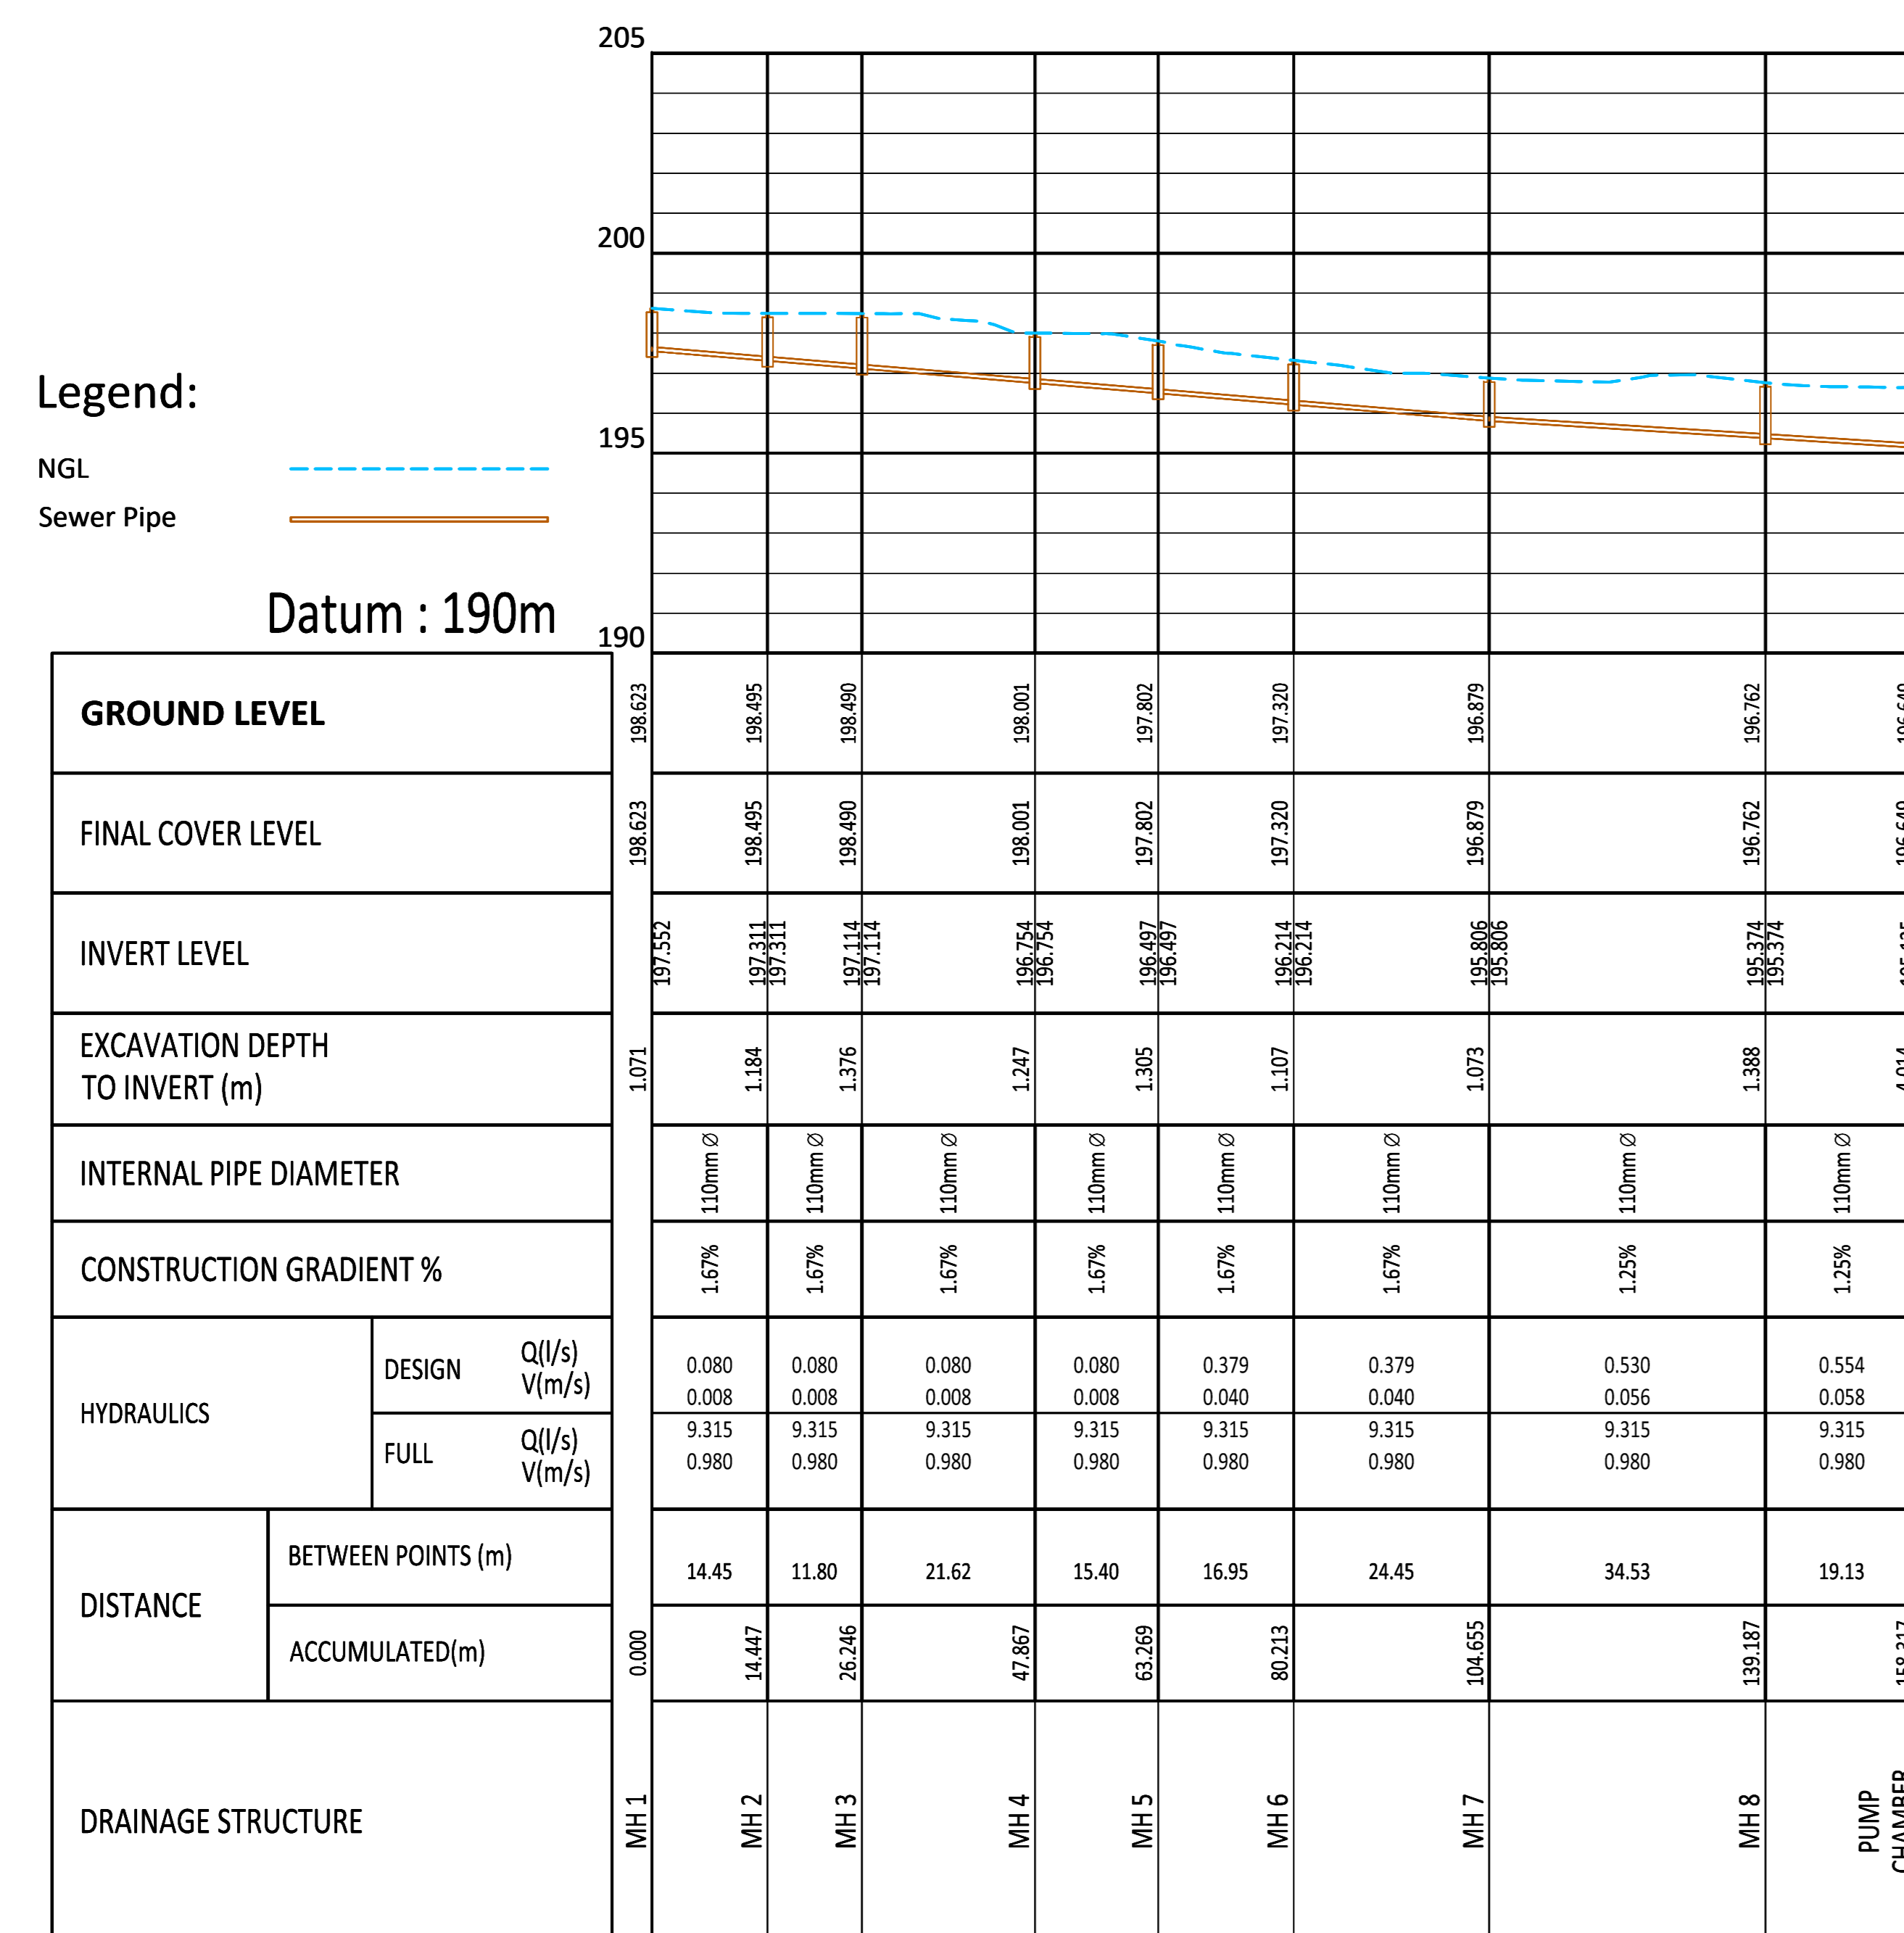 205
200
195
190
Legend:
NGL
Sewer Pipe
Datum : 190m
GROUND LEVEL
198.623 198.495 198.490 198.001 197.802 197.320 196.879 196.762
FINAL COVER LEVEL
198.623 198.495 198.490 198.001 197.802 197.320 196.879 196.762
INVERT LEVEL
197.552 197.311 197.311 197.114 197.114 196.754 196.754 196.497 196.497 196.214 196.214 195.806 195.806 195.374 195.374
EXCAVATION DEPTH
TO INVERT (m)
1.071 1.184 1.376 1.247 1.305 1.107 1.073 1.388
INTERNAL PIPE DIAMETER
110mm Ø 110mm Ø 110mm Ø 110mm Ø 110mm Ø 110mm Ø 110mm Ø 110mm Ø
CONSTRUCTION GRADIENT %
1.67% 1.67% 1.67% 1.67% 1.67% 1.67% 1.25% 1.25%
HYDRAULICS
DESIGN
Q(l/s)
V(m/s)
0.080 0.080 0.080 0.080 0.379 0.379 0.530 0.554
0.008 0.008 0.008 0.008 0.040 0.040 0.056 0.058
FULL
Q(l/s)
V(m/s)
9.315 9.315 9.315 9.315 9.315 9.315 9.315 9.315
0.980 0.980 0.980 0.980 0.980 0.980 0.980 0.980
DISTANCE
BETWEEN POINTS (m)
14.45 11.80 21.62 15.40 16.95 24.45 34.53 19.13
ACCUMULATED(m)
0.000 14.447 26.246 47.867 63.269 80.213 104.655 139.187
DRAINAGE STRUCTURE
MH 1 MH 2 MH 3 MH 4 MH 5 MH 6 MH 7 MH 8
PUMP
CHAMBER